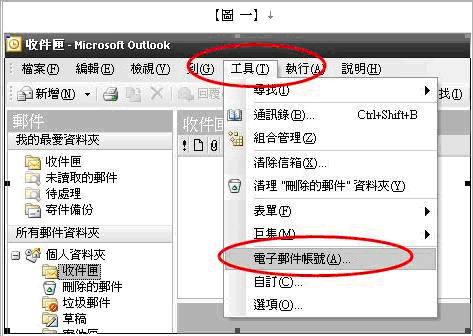 【圖 一】
收件匣 - Microsoft Outlook
檔案(F) 編輯(E) 檢視(V) 到(G) 工具(T) 執行(A) 說明(H)
新增(N) 回覆
郵件
我的最愛資料夾
收件匣
未讀取的郵件
待處理
寄件備份
所有郵件資料夾
個人資料夾
收件匣
刪除的郵件
垃圾郵件
草稿
收件匣
尋找(I)
通訊錄(B)... Ctrl+Shift+B
組合管理(Z)
清除信箱(X)...
清理 "刪除的郵件" 資料夾(Y)
表單(F)
巨集(M)
電子郵件帳號(A)...
自訂(C)...
選項(O)...